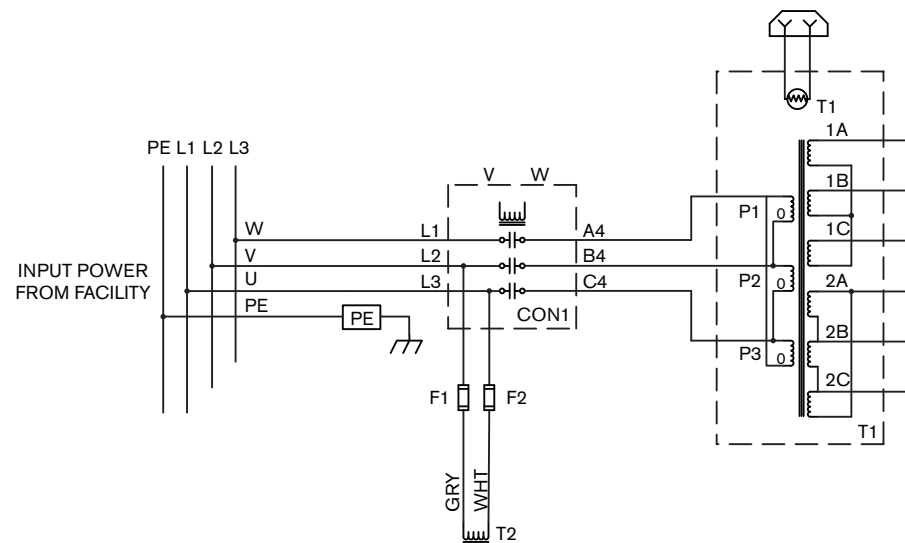 T1
1A
PE L1 L2 L3
V W
1B
P1
0
W
L1
A4
1C
V
L2
B4
INPUT POWER
FROM FACILITY
U
L3
C4
P2
0
2A
PE
PE
CON1
2B
P3
0
2C
F1
F2
T1
GRY
WHT
T2